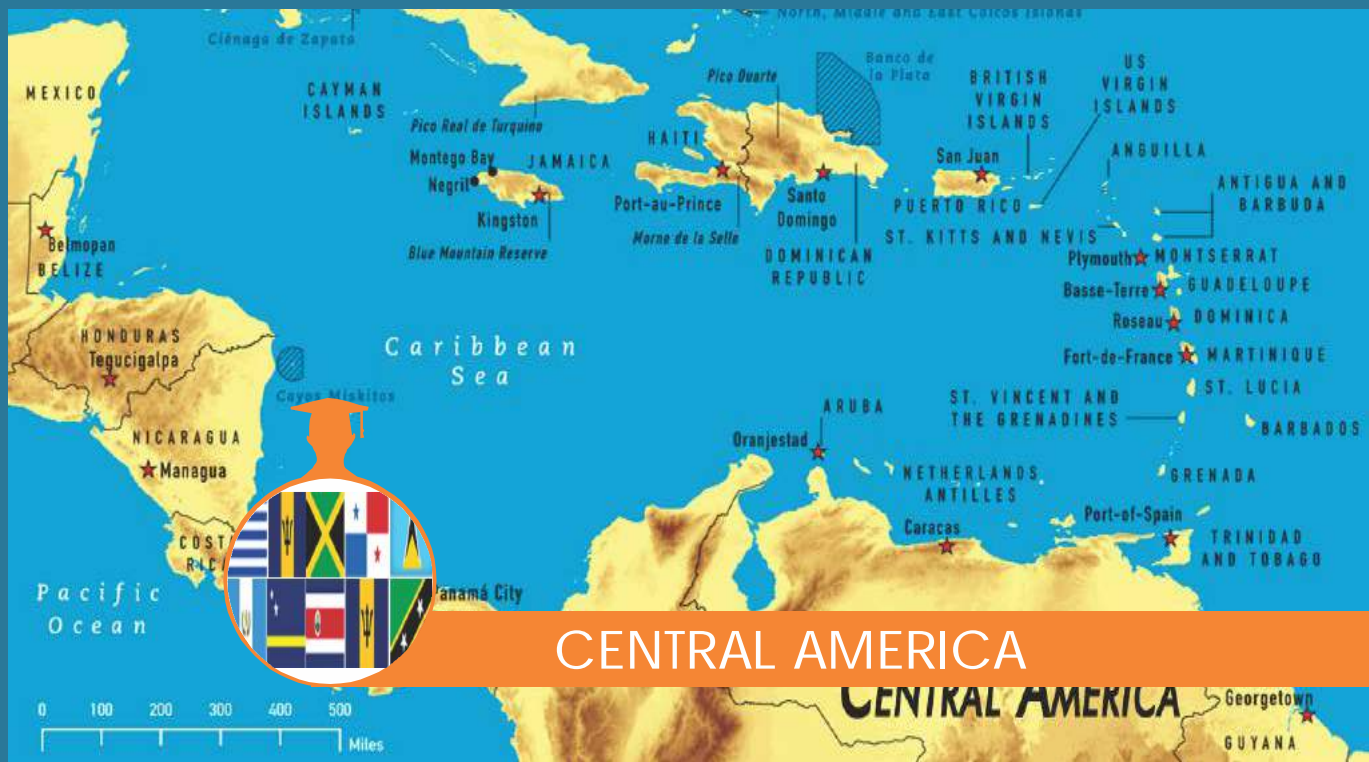 North, Middle and East Caicos Islands
Ciénaga de Zapata
MEXICO
CAYMAN
ISLANDS
Pico Real de Turquino
Pico Duarte
Banco de
la Plata
BRITISH
VIRGIN
ISLANDS
US
VIRGIN
ISLANDS
Montego Bay
Negril
JAMAICA
Kingston
Blue Mountain Reserve
HAITI
Port-au-Prince
Morne de la Selle
Santo
Domingo
DOMINICAN
REPUBLIC
San Juan
PUERTO RICO
ANGUILLA
ANTIGUA AND
BARBUDA
ST. KITTS AND NEVIS
Plymouth
MONTSERRAT
Basse-Terre
GUADELOUPE
Roseau
DOMINICA
Fort-de-France
MARTINIQUE
ST. LUCIA
ST. VINCENT AND
THE GRENADINES
BARBADOS
GRENADA
Belmopan
BELIZE
HONDURAS
Tegucigalpa
Cayos Miskitos
Caribbean
Sea
NICARAGUA
Managua
ARUBA
Oranjestad
NETHERLANDS
ANTILLES
Caracas
Port-of-Spain
TRINIDAD
AND TOBAGO
COST
RIC
Pacific
Ocean
anamá City
CENTRAL AMERICA
CENTRAL AMERICA
Georgetown
GUYANA
0 100 200 300 400 500
Miles